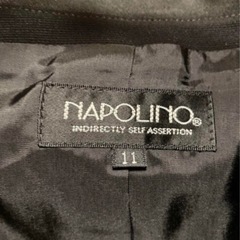 NAPOLINO®
INDIRECTLY SELF ASSERTION
11